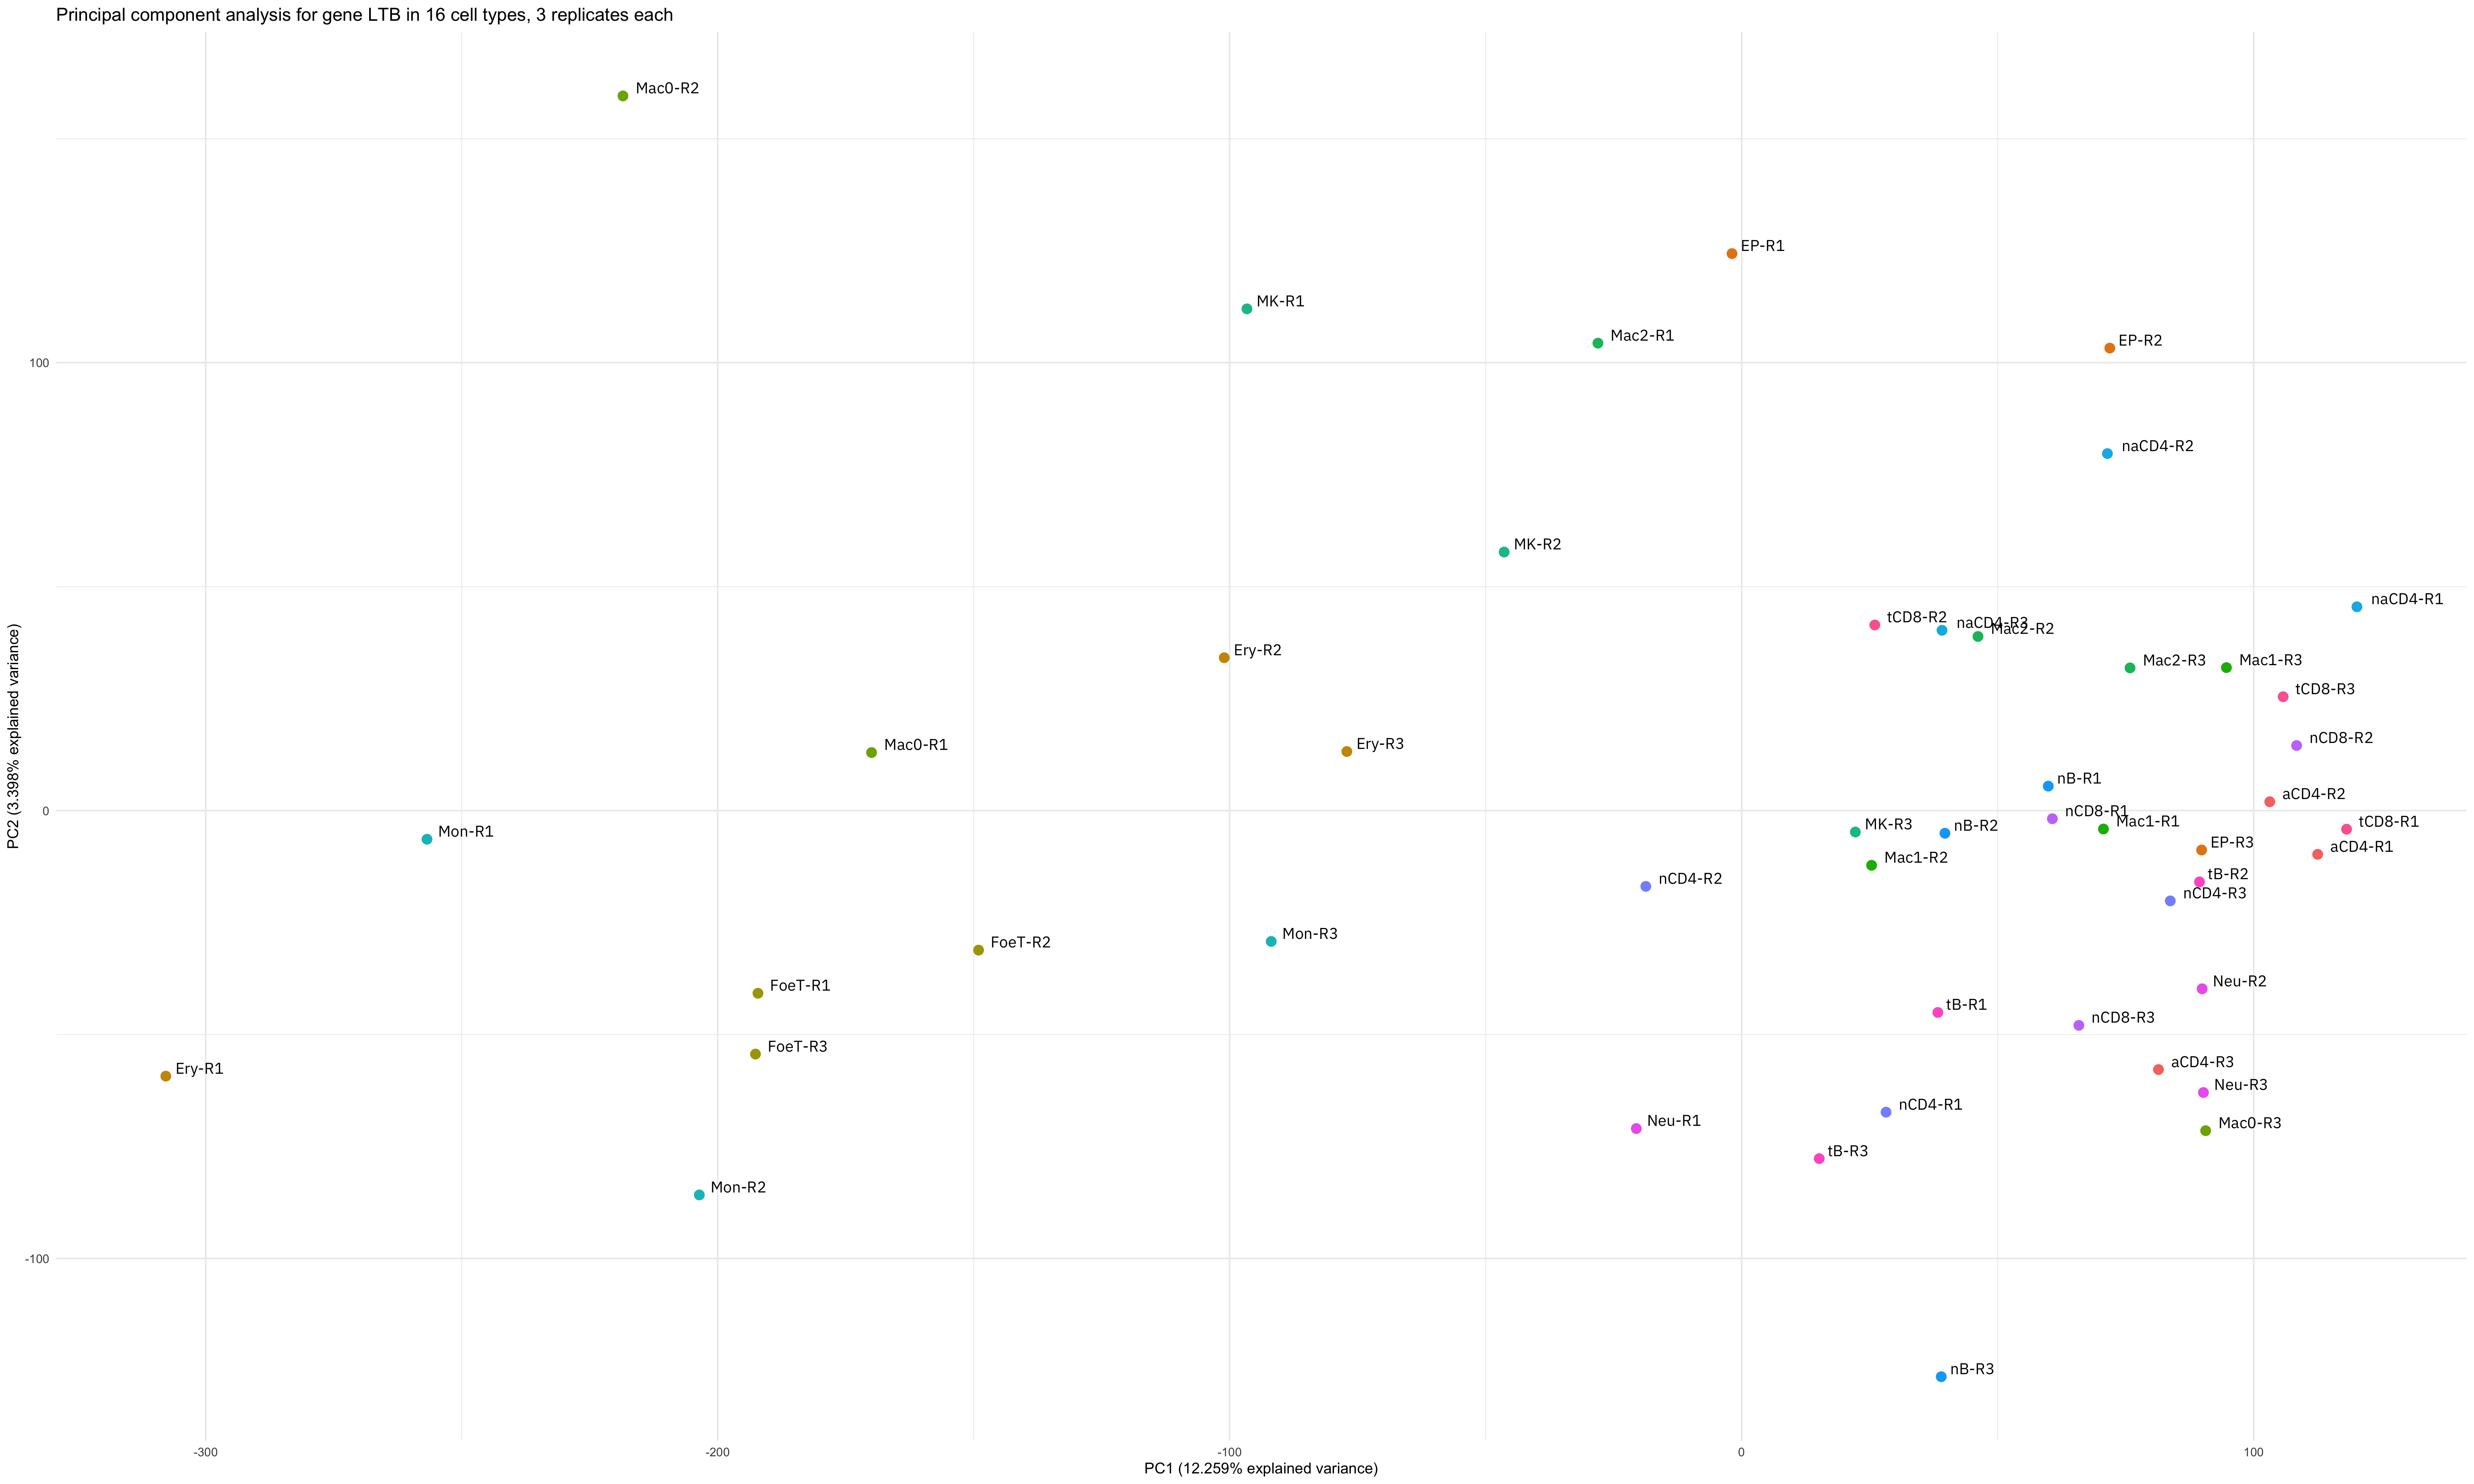 Principal component analysis for gene LTB in 16 cell types, 3 replicates each
Mac0-R2
EP-R1
MK-R1
Mac2-R1
EP-R2
100
naCD4-R2
MK-R2
naCD4-R1
tCD8-R2
naCD4-R3
Mac2-R2
Ery-R2
Mac2-R3
Mac1-R3
tCD8-R3
nCD8-R2
Mac0-R1
Ery-R3
nB-R1
aCD4-R2
0
nCD8-R1
Mac1-R1
tCD8-R1
MK-R3
nB-R2
Mon-R1
EP-R3
aCD4-R1
Mac1-R2
tB-R2
nCD4-R2
nCD4-R3
Mon-R3
FoeT-R2
Neu-R2
FoeT-R1
tB-R1
nCD8-R3
FoeT-R3
aCD4-R3
Ery-R1
Neu-R3
nCD4-R1
Neu-R1
Mac0-R3
tB-R3
Mon-R2
-100
nB-R3
PC2 (3.398% explained variance)
-300 -200 -100 0 100
PC1 (12.259% explained variance)